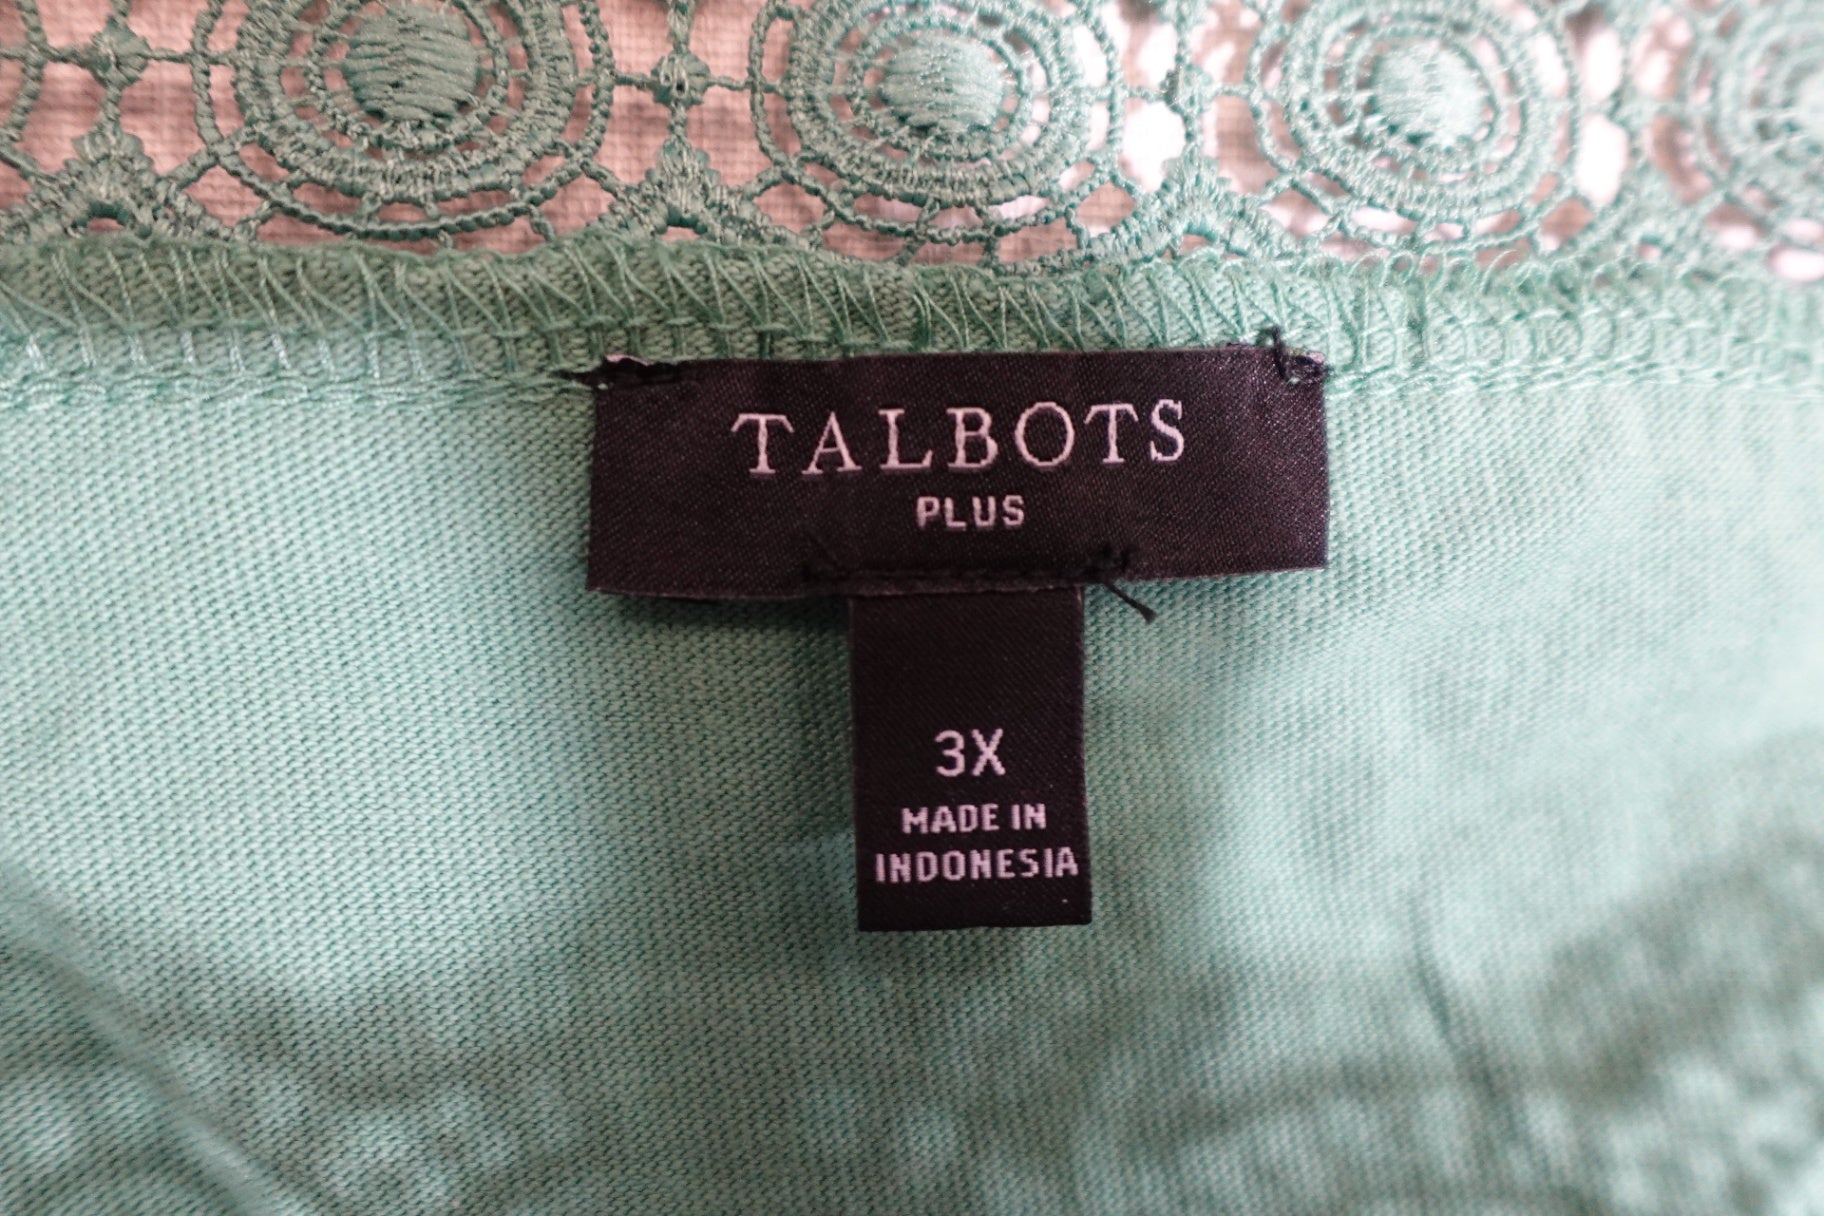 TALBOTS
PLUS
3X
MADE IN
INDONESIA